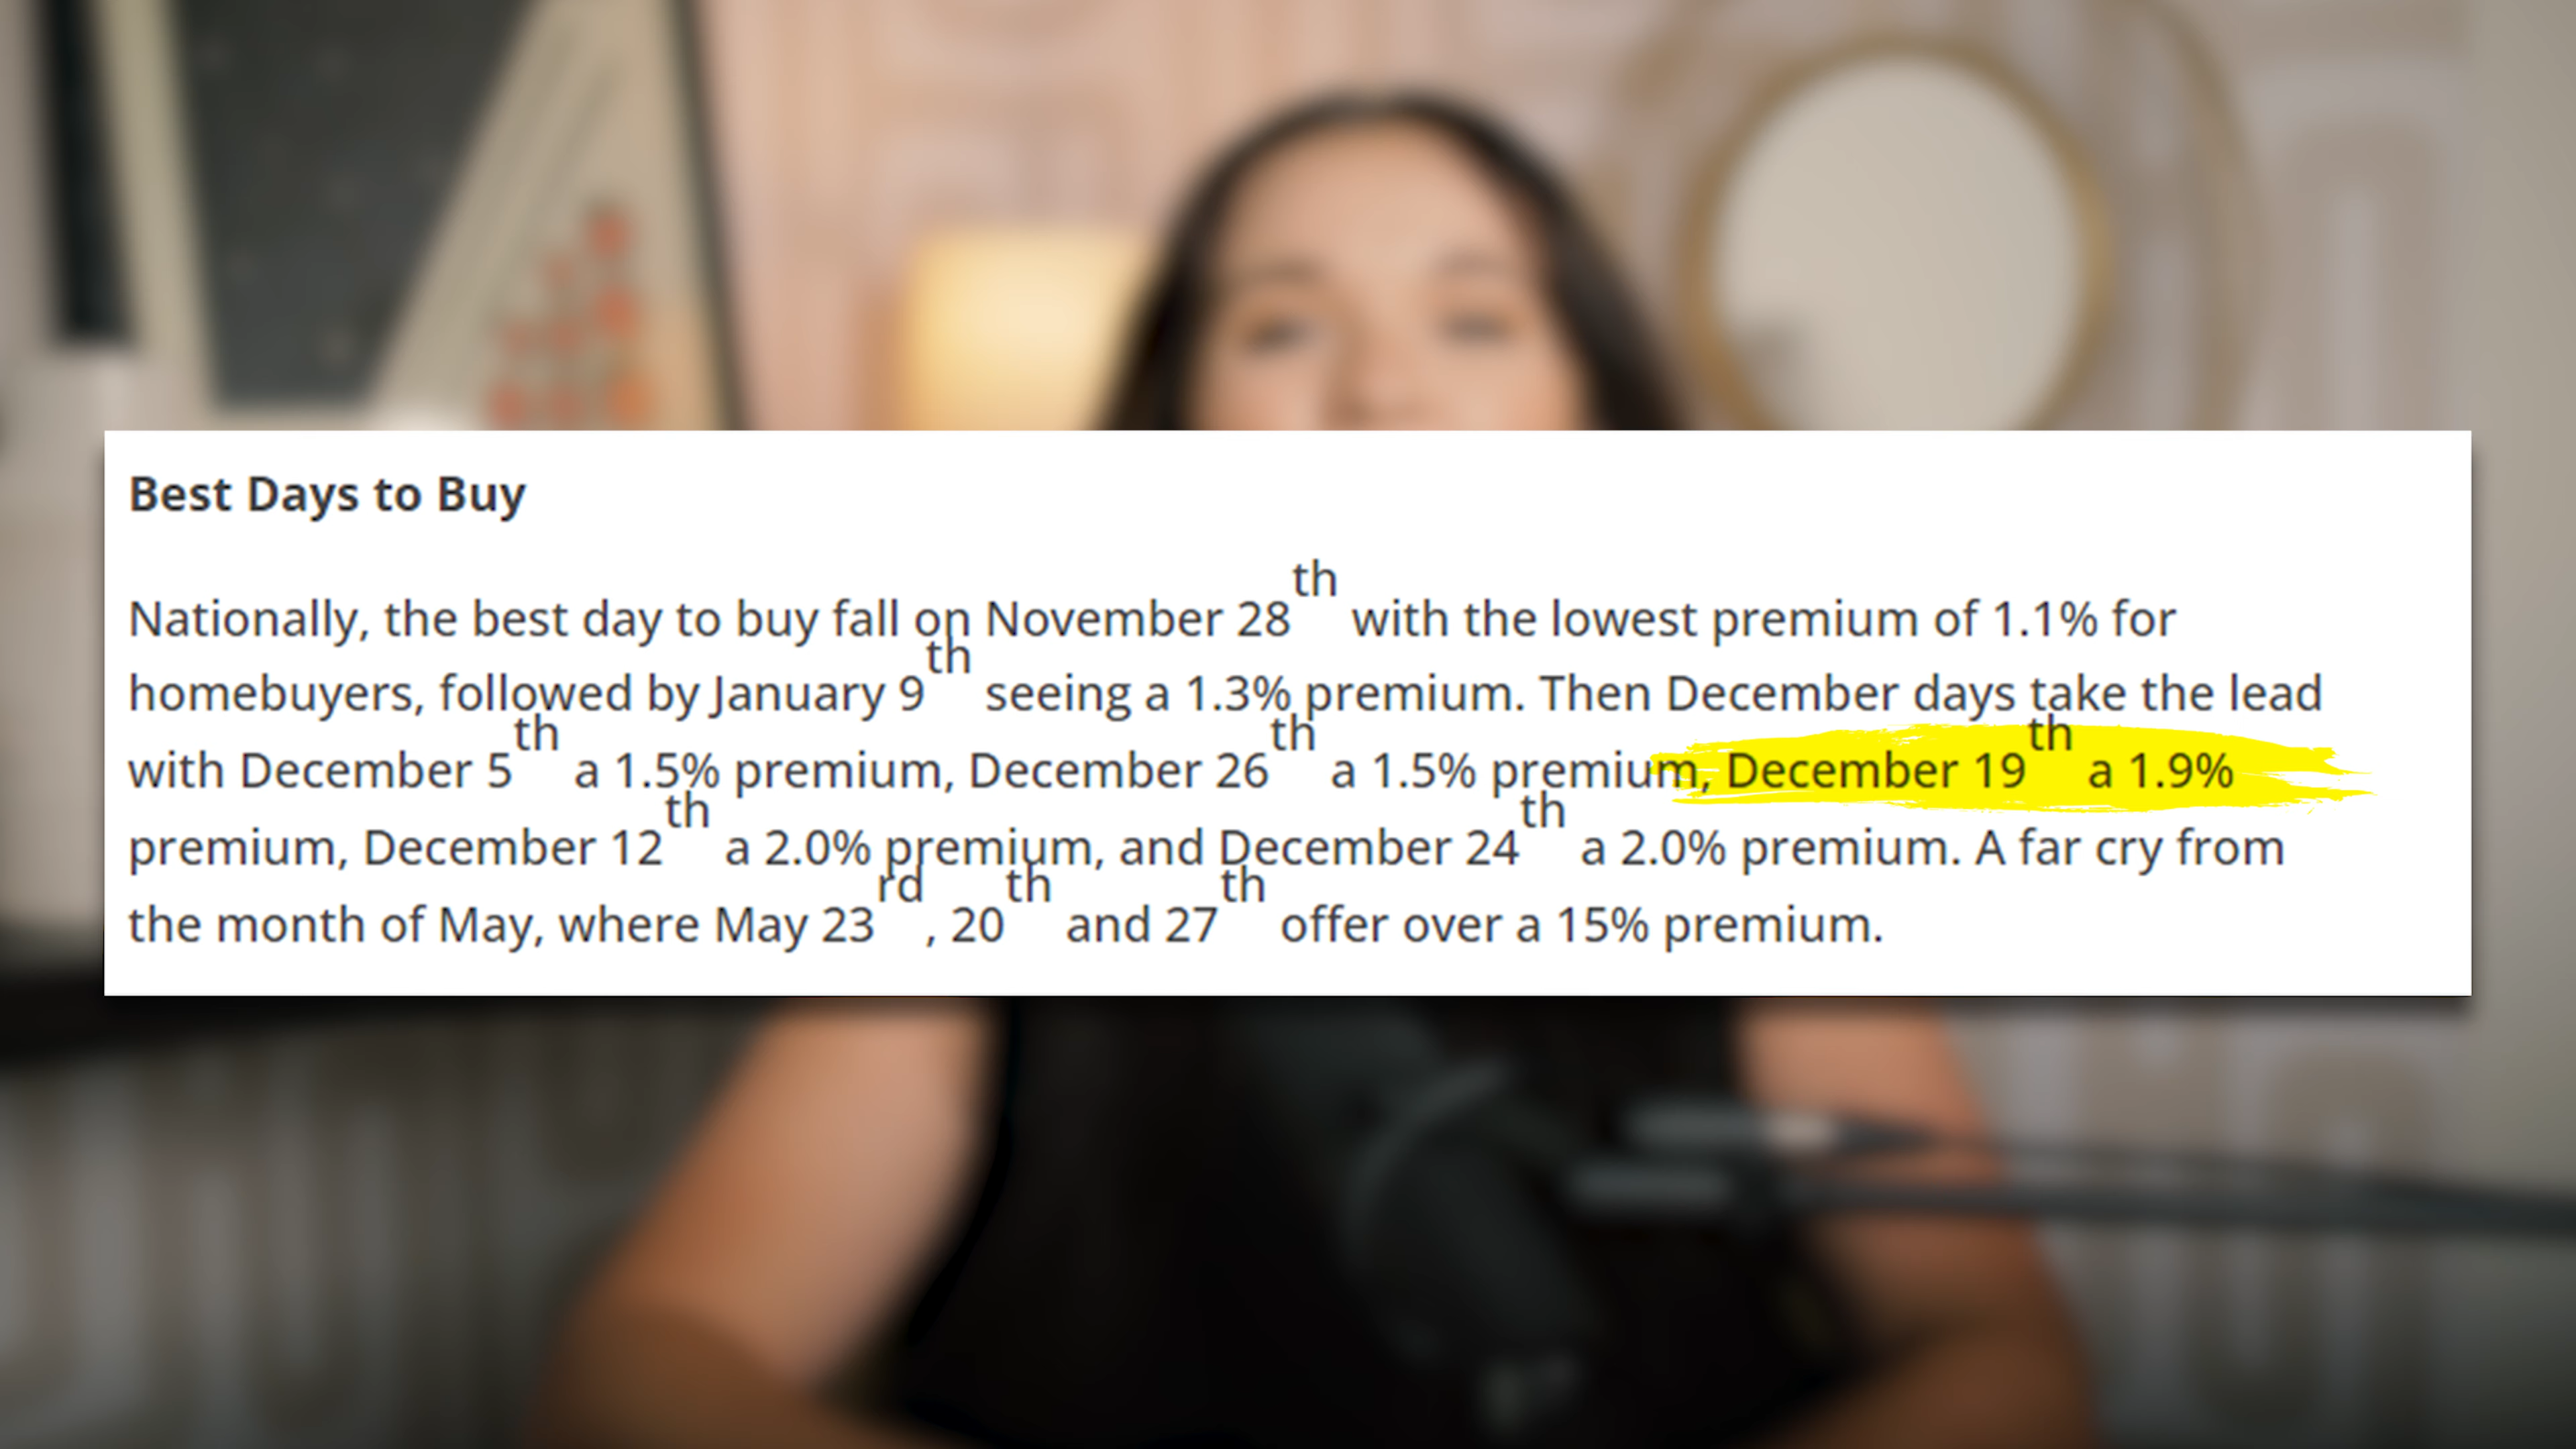 Best Days to Buy
Nationally, the best day to buy fall on November 28th with the lowest premium of 1.1% for
homebuyers, followed by January 9th seeing a 1.3% premium. Then December days take the lead
with December 5th a 1.5% premium, December 26th a 1.5% premium, December 19th a 1.9%
premium, December 12th a 2.0% premium, and December 24th a 2.0% premium. A far cry from
the month of May, where May 23rd, 20th and 27th offer over a 15% premium.